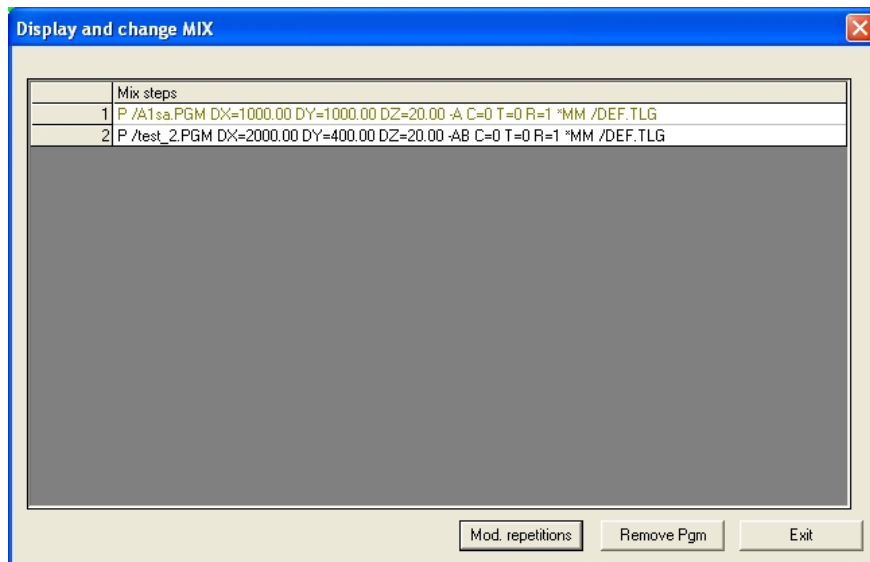 Display and change MIX
Mix steps
1 P /A1sa.PGM DX=1000.00 DY=1000.00 DZ=20.00 -A C=0 T=0 R=1 *MM /DEF.TLG
2 P /test_2.PGM DX=2000.00 DY=400.00 DZ=20.00 -AB C=0 T=0 R=1 *MM /DEF.TLG
Mod. repetitions Remove Pgm Exit